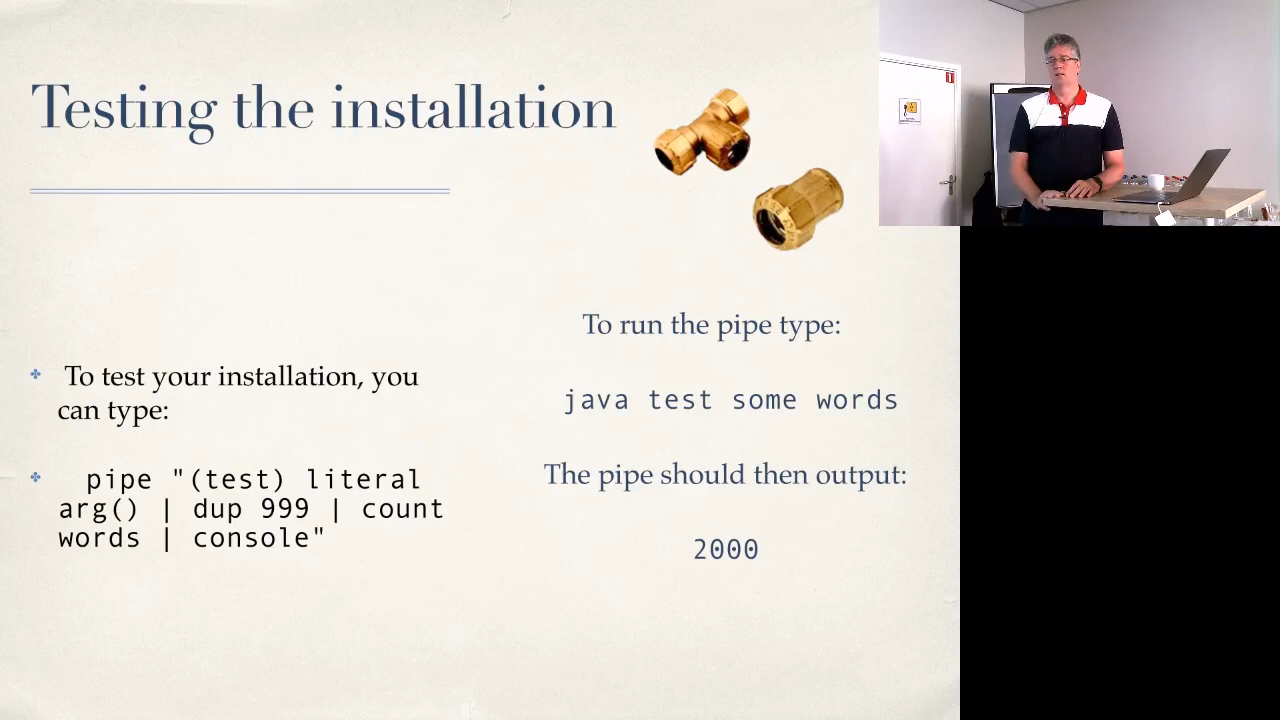 Testing the installation
To test your installation, you
can type:
pipe "(test) literal
arg() | dup 999 | count
words | console"
To run the pipe type:
java test some words
The pipe should then output:
2000